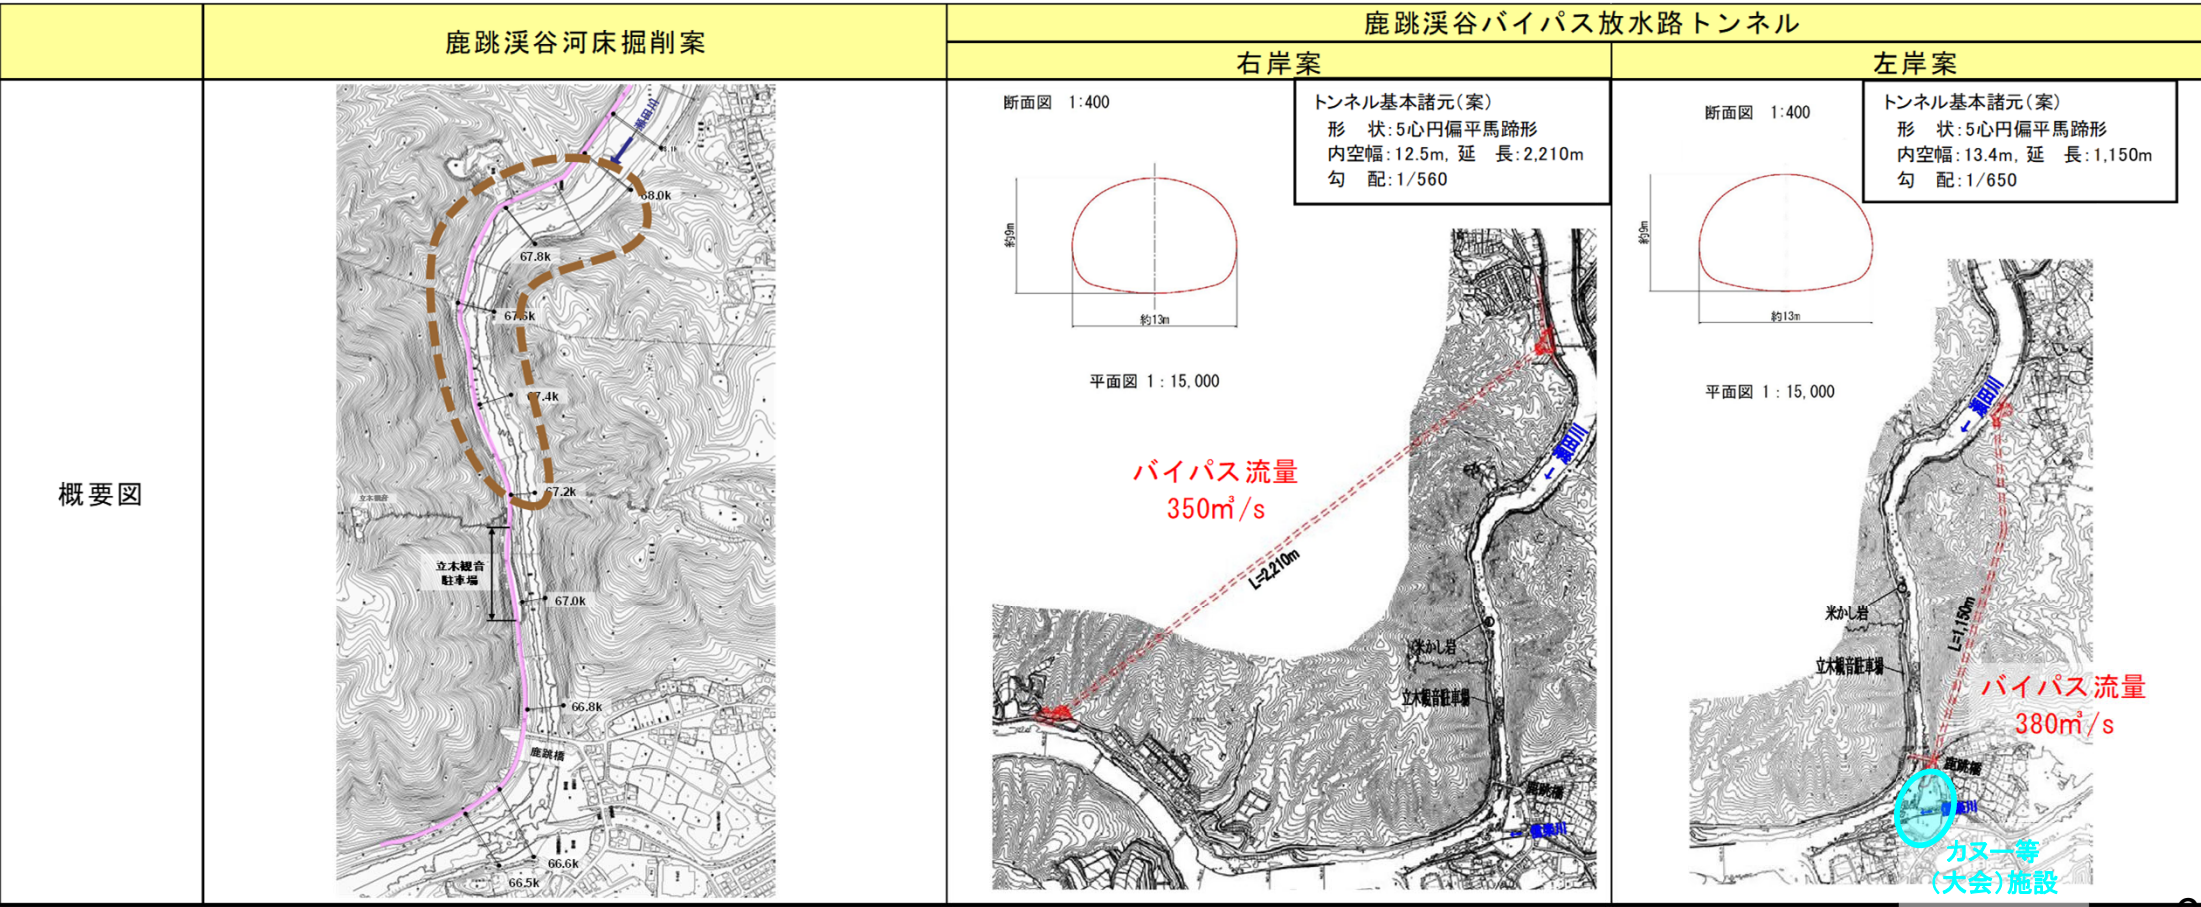 鹿跳渓谷河床掘削案
鹿跳渓谷バイパス放水路トンネル
右岸案
左岸案
概要図
瀬田川
68.0k
67.8k
67.6k
67.4k
67.2k
立木観音
立木観音
駐車場
67.0k
66.8k
鹿跳橋
66.6k
66.5k
断面図 1:400
トンネル基本諸元(案)
形 状:5心円偏平馬蹄形
内空幅:12.5m, 延 長:2,210m
勾 配:1/560
約9m
約13m
平面図 1:15,000
瀬田川
バイパス流量
350㎥/s
L=2,210m
米かし岩
立木観音駐車場
鹿跳橋
信楽川
断面図 1:400
トンネル基本諸元(案)
形 状:5心円偏平馬蹄形
内空幅:13.4m, 延 長:1,150m
勾 配:1/650
約9m
約13m
平面図 1:15,000
瀬田川
米かし岩
L=1,150m
立木観音駐車場
バイパス流量
380㎥/s
鹿跳橋
信楽川
カヌー等
(大会)施設